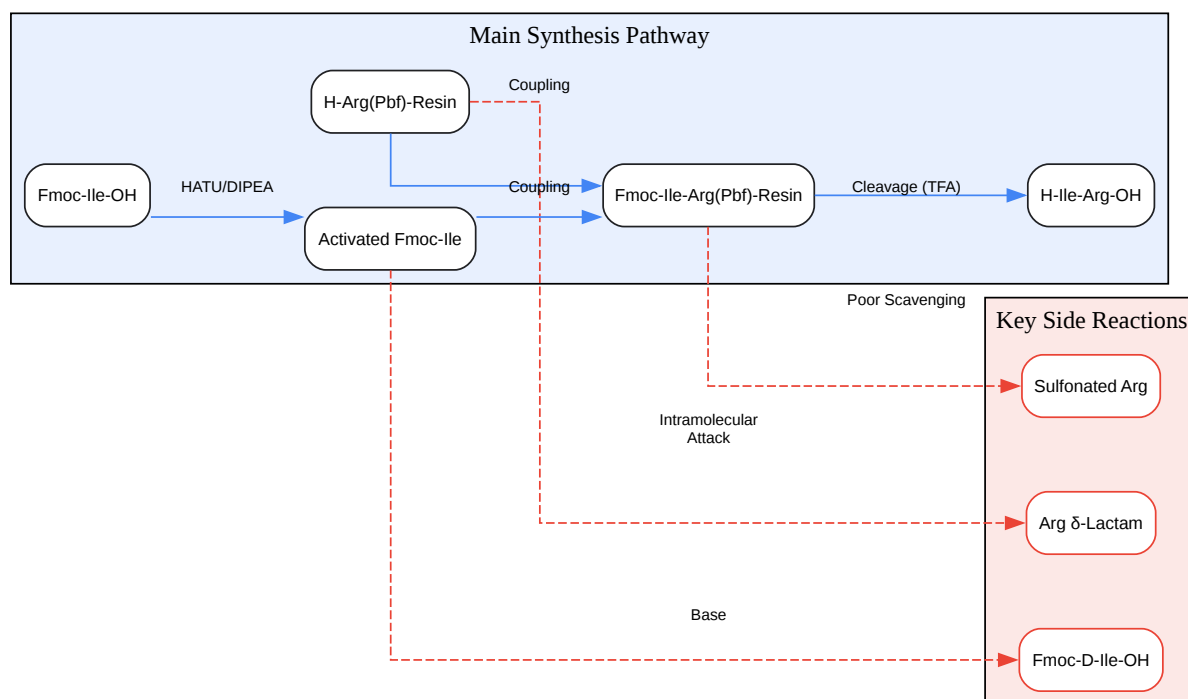 Main Synthesis Pathway
H-Arg(Pbf)-Resin
Coupling
Fmoc-Ile-OH
HATU/DIPEA
Activated Fmoc-Ile
Coupling
Fmoc-Ile-Arg(Pbf)-Resin
Cleavage (TFA)
H-Ile-Arg-OH
Poor Scavenging
Key Side Reactions
Sulfonated Arg
Intramolecular
Attack
Arg δ-Lactam
Base
Fmoc-D-Ile-OH